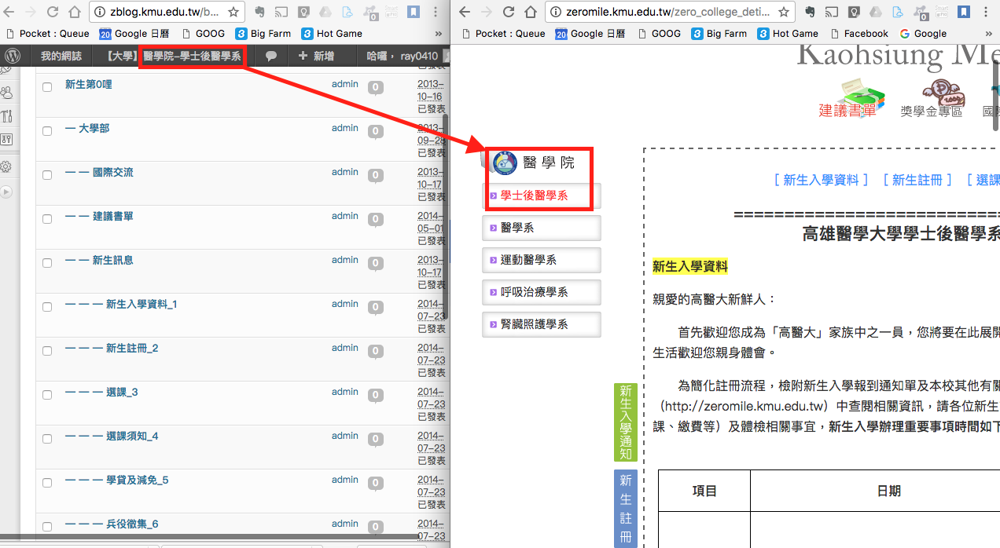 zblog.kmu.edu.tw/b...
Pocket : Queue
20
Google 日曆
GOOG
Big Farm
Hot Game
»
我的網誌
【大學】醫學院–學士後醫學系
+ 新增
哈囉， ray0410
已發表
新生第0哩
admin
0
2013–
10–16
已發表
— 大學部
admin
0
2013–
09–28
已發表
— — 國際交流
admin
0
2013–
10–17
已發表
— — 建議書單
admin
0
2014–
05–01
已發表
— — 新生訊息
admin
0
2013–
10–17
已發表
— — — 新生入學資料_1
admin
0
2014–
07–23
已發表
— — — 新生註冊_2
admin
0
2014–
07–23
已發表
— — — 選課_3
admin
0
2014–
07–23
已發表
— — — 選課須知_4
admin
0
2014–
07–23
已發表
— — — 學貸及減免_5
admin
0
2014–
07–23
已發表
— — — 兵役徵集_6
admin
0
2014–
07–23
zeromile.kmu.edu.tw/zero_college_deti...
Pocket : Queue
20
Google 日曆
GOOG
Big Farm
Hot Game
Facebook
Google
»
Kaohsiung Me
建議書單
獎學金專區
國際
醫 學 院
學士後醫學系
醫學系
運動醫學系
呼吸治療學系
腎臟照護學系
新生入學通知
新生註冊
[ 新生入學資料 ] [ 新生註冊 ] [ 選課
============================
高雄醫學大學學士後醫學系
新生入學資料
親愛的高醫大新鮮人：
首先歡迎您成為「高醫大」家族中之一員，您將要在此展開
生活歡迎您親身體會。
為簡化註冊流程，檢附新生入學報到通知單及本校其他有關
（http://zeromile.kmu.edu.tw）中查閱相關資訊，請各位新生
課、繳費等）及體檢相關事宜，新生入學辦理重要事項時間如下
項目
日期